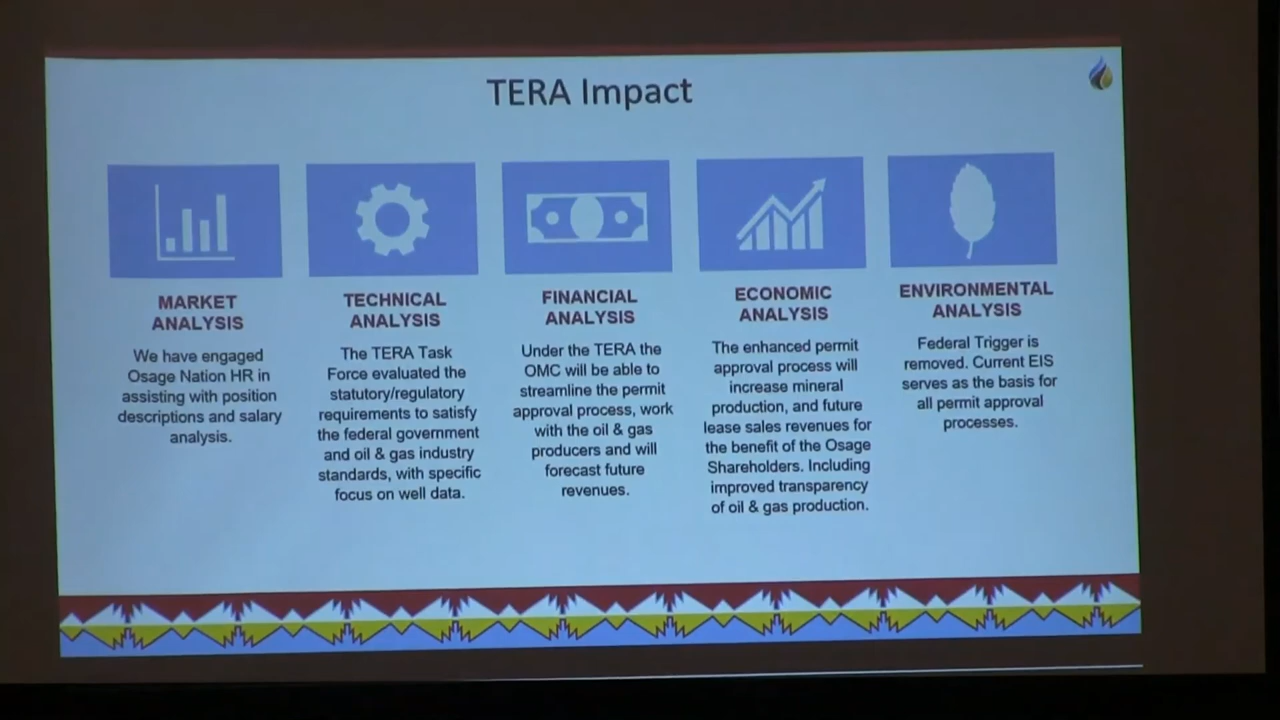 TERA Impact
MARKET
ANALYSIS
We have engaged
Osage Nation HR in
assisting with position
descriptions and salary
analysis.
TECHNICAL
ANALYSIS
The TERA Task
Force evaluated the
statutory/regulatory
requirements to satisfy
the federal government
and oil & gas industry
standards, with specific
focus on well data.
FINANCIAL
ANALYSIS
Under the TERA the
OMC will be able to
streamline the permit
approval process, work
with the oil & gas
producers and will
forecast future
revenues.
ECONOMIC
ANALYSIS
The enhanced permit
approval process will
increase mineral
production, and future
lease sales revenues for
the benefit of the Osage
Shareholders. Including
improved transparency
of oil & gas production.
ENVIRONMENTAL
ANALYSIS
Federal Trigger is
removed. Current EIS
serves as the basis for
all permit approval
processes.